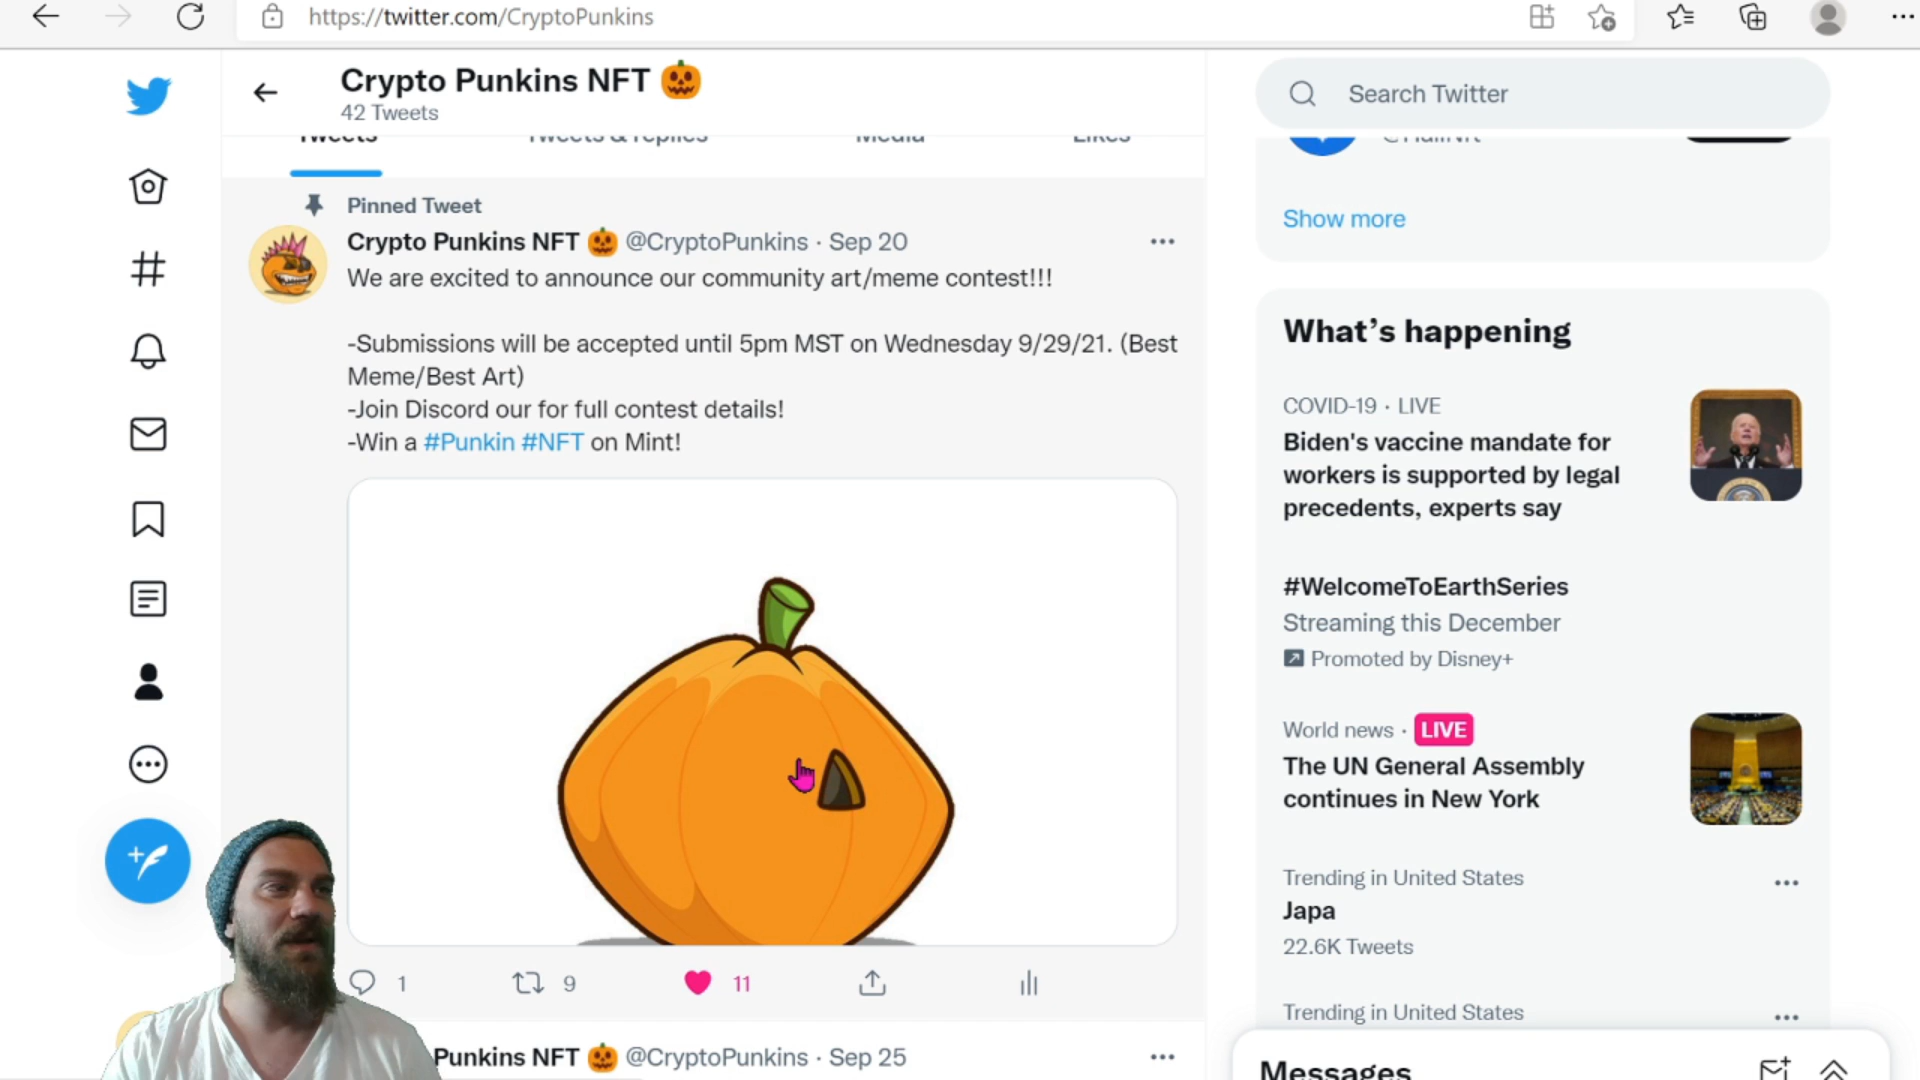 https://twitter.com/CryptoPunkins
Crypto Punkins NFT 🎃
42 Tweets
Search Twitter
Tweets
Tweets & replies
Media
Likes
@HallNft
Show more
Pinned Tweet
Crypto Punkins NFT 🎃 @CryptoPunkins · Sep 20
We are excited to announce our community art/meme contest!!!
-Submissions will be accepted until 5pm MST on Wednesday 9/29/21. (Best
Meme/Best Art)
-Join Discord our for full contest details!
-Win a #Punkin #NFT on Mint!
1
9
11
Punkins NFT 🎃 @CryptoPunkins · Sep 25
What's happening
COVID-19 · LIVE
Biden's vaccine mandate for
workers is supported by legal
precedents, experts say
#WelcomeToEarthSeries
Streaming this December
Promoted by Disney+
World news · LIVE
The UN General Assembly
continues in New York
Trending in United States
Japa
22.6K Tweets
Trending in United States
Messages